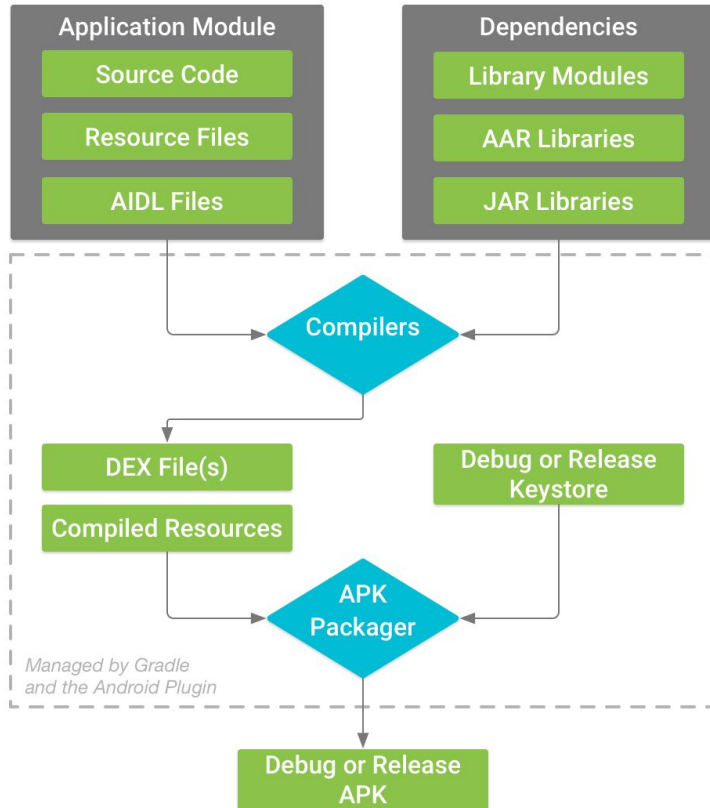 Application Module
Source Code
Resource Files
AIDL Files
Dependencies
Library Modules
AAR Libraries
JAR Libraries
Compilers
DEX File(s)
Compiled Resources
Debug or Release
Keystore
APK
Packager
Managed by Gradle
and the Android Plugin
Debug or Release
APK